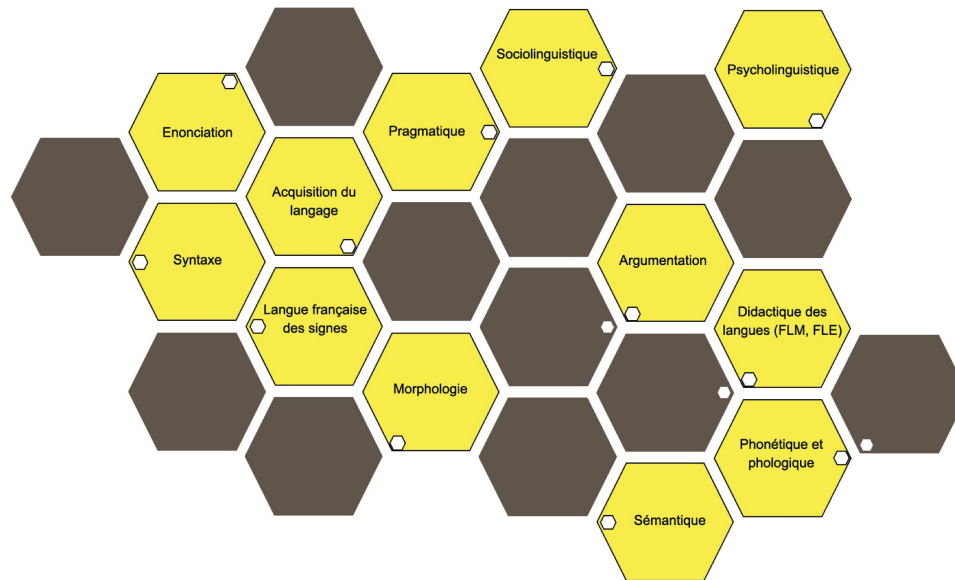 Sociolinguistique
Psycholinguistique
Enonciation
Pragmatique
Acquisition du
langage
Syntaxe
Argumentation
Langue française
des signes
Didactique des
langues (FLM, FLE)
Morphologie
Phonétique et
phologique
Sémantique